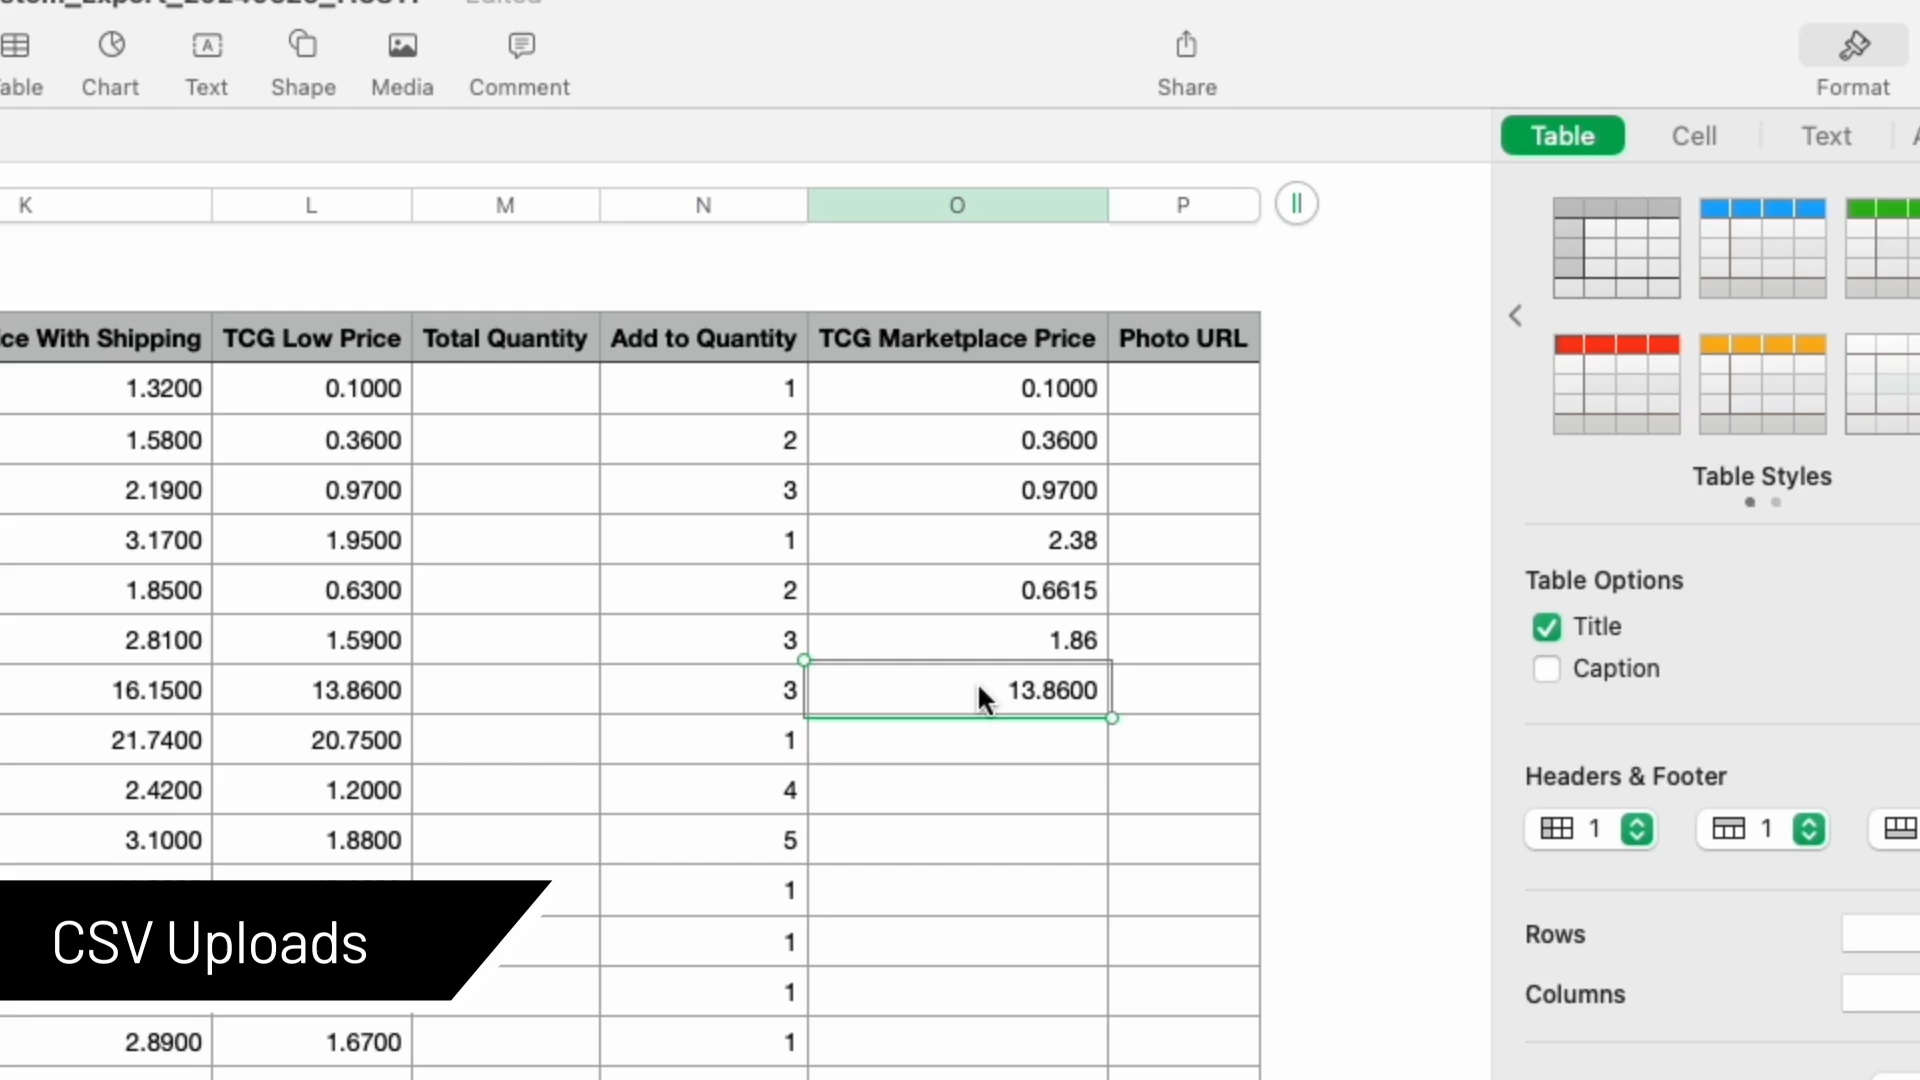 Edited
Table Chart Text Shape Media Comment Share Format
Table Cell Text
K L M N O P
ce With Shipping TCG Low Price Total Quantity Add to Quantity TCG Marketplace Price Photo URL
1.3200 0.1000 1 0.1000
1.5800 0.3600 2 0.3600
2.1900 0.9700 3 0.9700
3.1700 1.9500 1 2.38
1.8500 0.6300 2 0.6615
2.8100 1.5900 3 1.86
16.1500 13.8600 3 13.8600
21.7400 20.7500 1
2.4200 1.2000 4
3.1000 1.8800 5
1
1
1
2.8900 1.6700 1
CSV Uploads
Table Styles
Table Options
Title
Caption
Headers & Footer
1 1
Rows
Columns